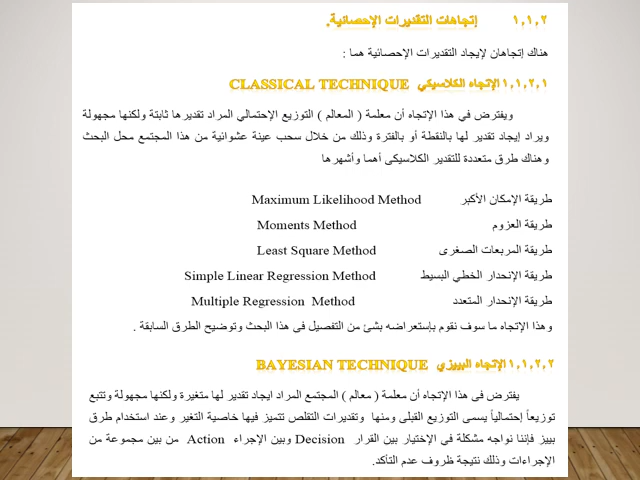 ١,١,٢ إتجاهات التقديرات الإحصائية.
هناك إتجاهان لإيجاد التقديرات الإحصائية هما :
١,١,٢,١ الإتجاه الكلاسيكي CLASSICAL TECHNIQUE
ويفترض في هذا الإتجاه أن معلمة ( المعالم ) التوزيع الإحتمالي المراد تقديرها ثابتة ولكنها مجهولة
ويراد إيجاد تقدير لها بالنقطة أو بالفترة وذلك من خلال سحب عينة عشوائية من هذا المجتمع محل البحث
وهناك طرق متعددة للتقدير الكلاسيكى أهما وأشهرها
طريقة الإمكان الأكبر Maximum Likelihood Method
طريقة العزوم Moments Method
طريقة المربعات الصغرى Least Square Method
طريقة الإنحدار الخطي البسيط Simple Linear Regression Method
طريقة الإنحدار المتعدد Multiple Regression Method
وهذا الإتجاه ما سوف نقوم بإستعراضه بشئ من التفصيل فى هذا البحث وتوضيح الطرق السابقة .
١,١,٢,٢ الإتجاه البييزي BAYESIAN TECHNIQUE
يفترض فى هذا الإتجاه أن معلمة ( معالم ) المجتمع المراد ايجاد تقدير لها متغيرة ولكنها مجهولة وتتبع
توزيعاً إحتمالياً يسمى التوزيع القبلى ومنها وتقديرات التقلص تتميز فيها خاصية التغير وعند استخدام طرق
بييز فإننا نواجه مشكلة فى الإختيار بين القرار Decision وبين الإجراء Action من بين مجموعة من
الإجراءات وذلك نتيجة ظروف عدم التأكد.